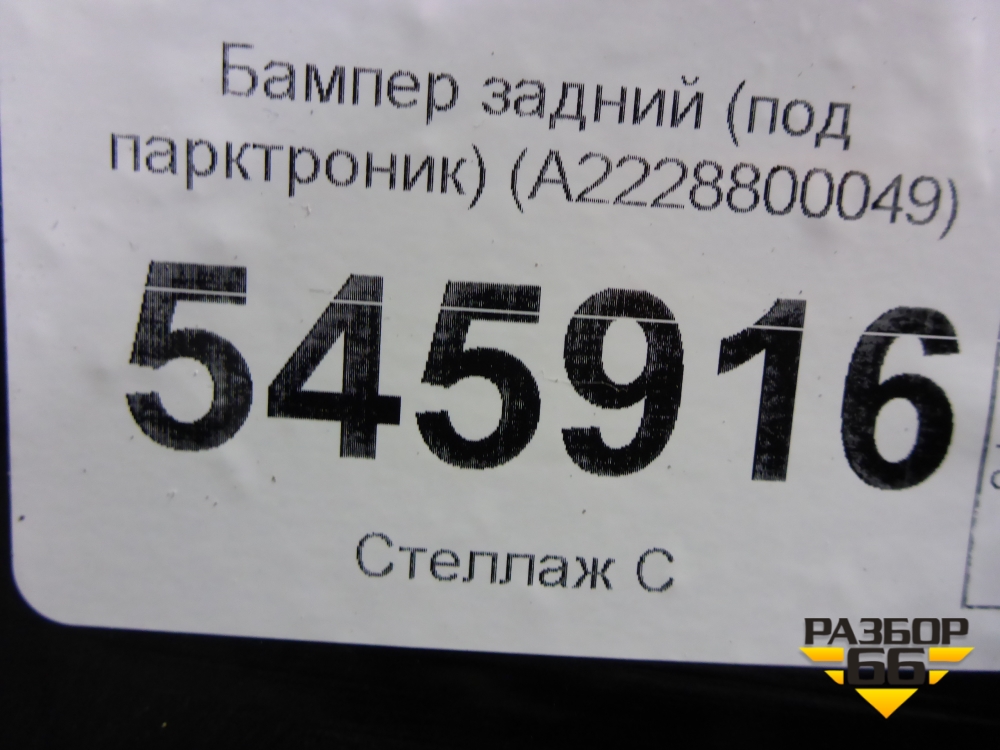 Бампер задний (под
парктроник) (A2228800049)
545916
Стеллаж С
РАЗБОР
66